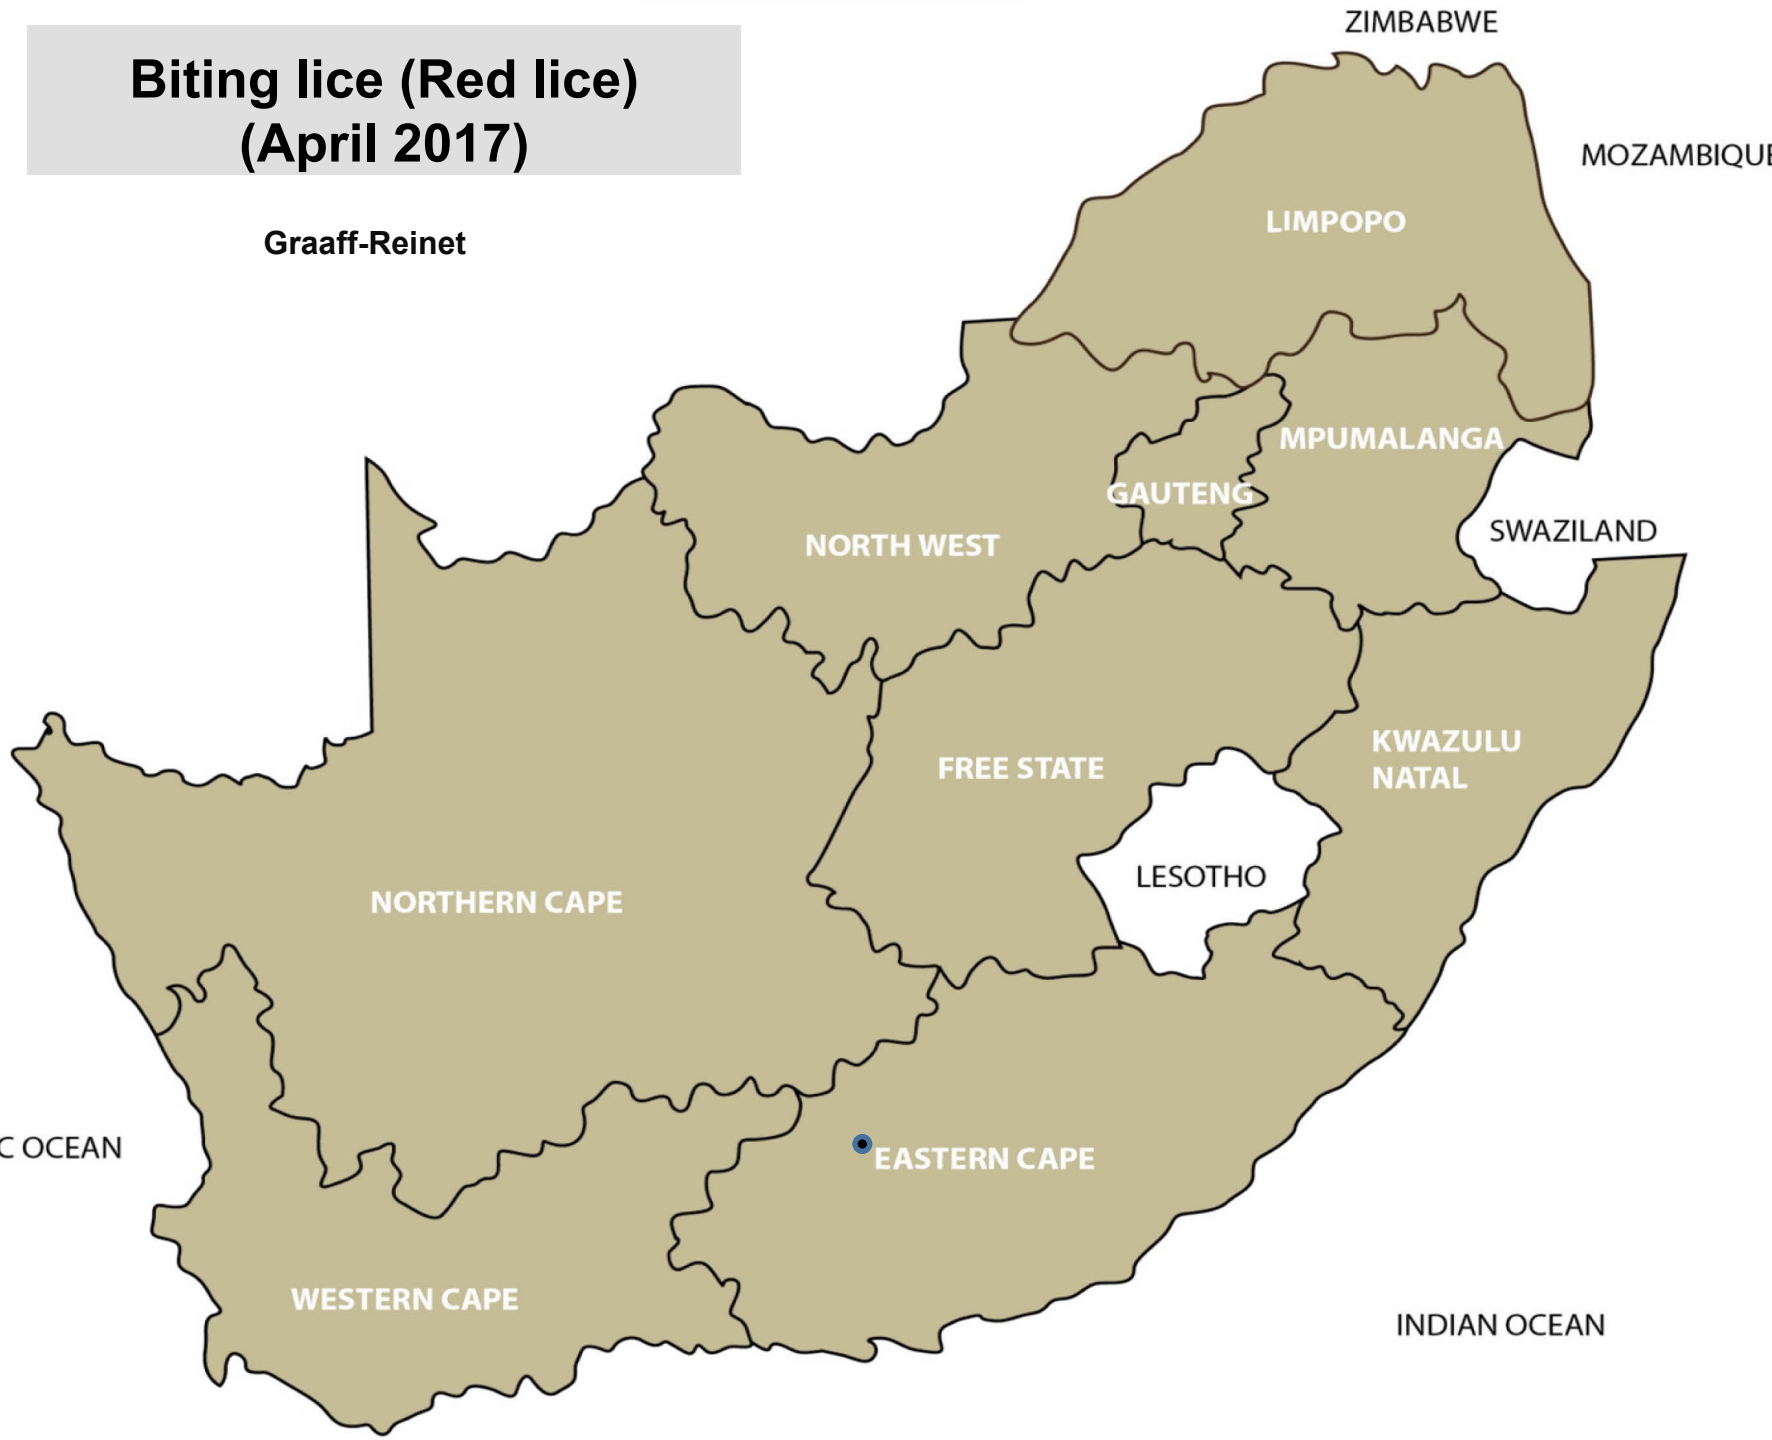 Biting lice (Red lice)
(April 2017)
Graaff-Reinet
ZIMBABWE
MOZAMBIQUE
LIMPOPO
MPUMALANGA
GAUTENG
SWAZILAND
NORTH WEST
KWAZULU
NATAL
FREE STATE
LESOTHO
NORTHERN CAPE
C OCEAN
EASTERN CAPE
WESTERN CAPE
INDIAN OCEAN